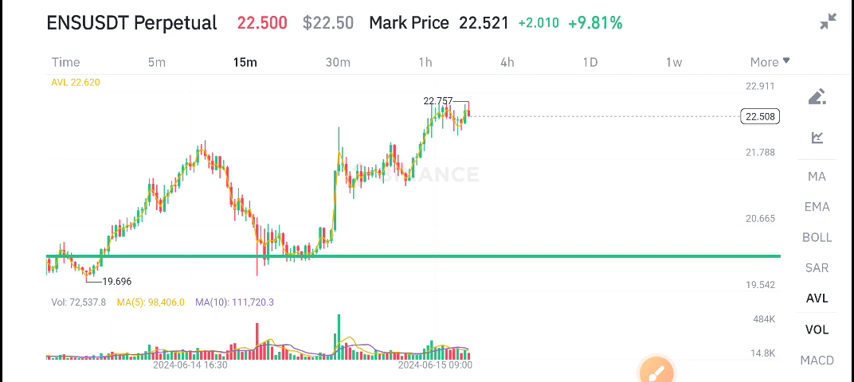 ENSUSDT Perpetual 22.500 $22.50 Mark Price 22.521 +2.010 +9.81%
Time 5m 15m 30m 1h 4h 1D 1w More
AVL 22.620
22.911
22.757
22.508
21.788
BINANCE
20.665
19.696
19.542
Vol: 72,537.8 MA(5): 98,406.0 MA(10): 111,720.3
484K
14.8K
2024-06-14 16:30 2024-06-15 09:00
MA
EMA
BOLL
SAR
AVL
VOL
MACD